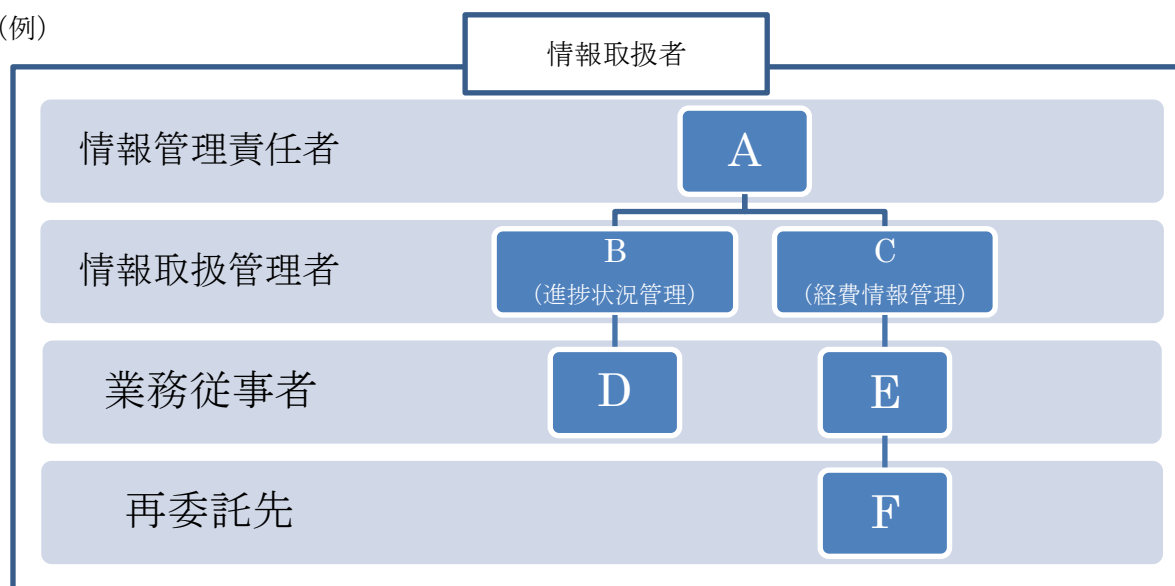 (例)
情報取扱者
情報管理責任者
A
情報取扱管理者
B
(進捗状況管理)
C
(経費情報管理)
業務従事者
D
E
再委託先
F